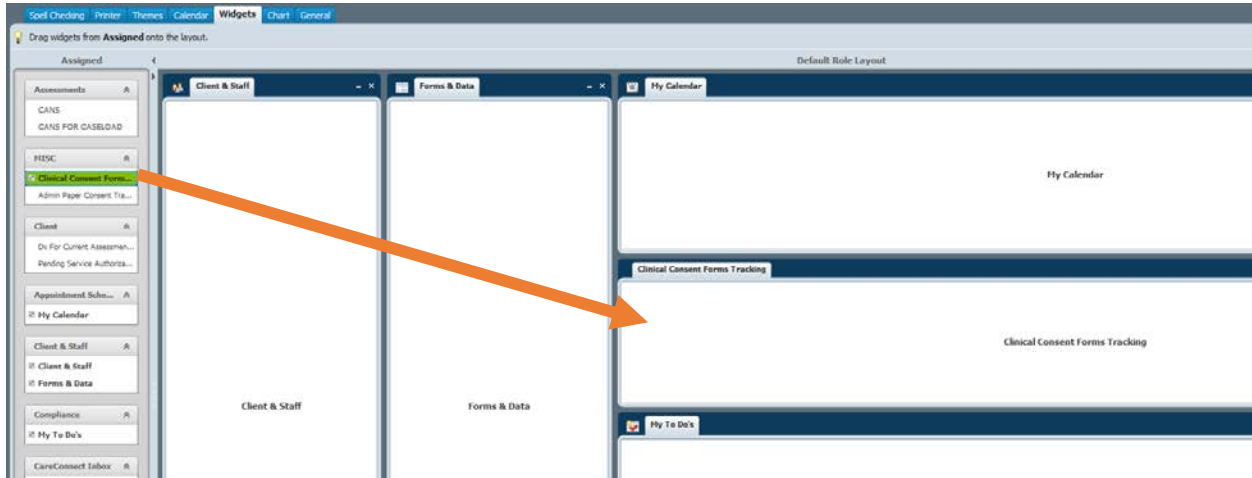 Spell Checking Printer Themes Calendar Widgets Chart General
Drag widgets from Assigned onto the layout.
Assigned
Default Role Layout
Assessments
CANS
CANS FOR CASELOAD
MISC
Clinical Consent Forms...
Admin Paper Consent Tra...
Client
Dx For Current Assessmen...
Pending Service Authoriza...
Appointment Sche...
My Calendar
Client & Staff
Client & Staff
Forms & Data
Compliance
My To Do's
CareConnect Inbox
Client & Staff
Client & Staff
Forms & Data
Forms & Data
My Calendar
My Calendar
Clinical Consent Forms Tracking
Clinical Consent Forms Tracking
My To Do's